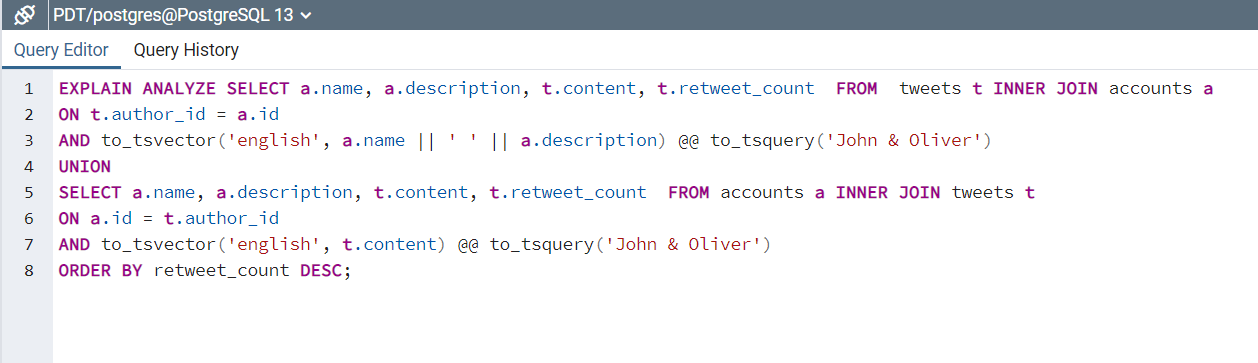 PDT/postgres@PostgreSQL 13
Query Editor Query History
1 EXPLAIN ANALYZE SELECT a.name, a.description, t.content, t.retweet_count  FROM  tweets t INNER JOIN accounts a
2 ON t.author_id = a.id
3 AND to_tsvector('english', a.name || ' ' || a.description) @@ to_tsquery('John & Oliver')
4 UNION
5 SELECT a.name, a.description, t.content, t.retweet_count  FROM accounts a INNER JOIN tweets t
6 ON a.id = t.author_id
7 AND to_tsvector('english', t.content) @@ to_tsquery('John & Oliver')
8 ORDER BY retweet_count DESC;